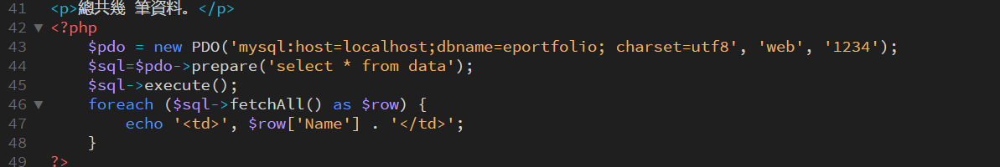 41 <p>總共幾 筆資料。</p>
42 ▼ <?php
43 $pdo = new PDO('mysql:host=localhost;dbname=eportfolio; charset=utf8', 'web', '1234');
44 $sql=$pdo->prepare('select * from data');
45 $sql->execute();
46 ▼ foreach ($sql->fetchAll() as $row) {
47 echo '<td>', $row['Name'] . '</td>';
48 }
49 ?>